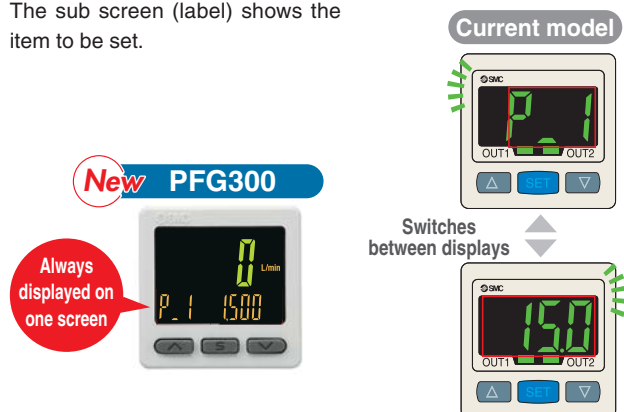 The sub screen (label) shows the
item to be set.
Current model
SMC
P_1
OUT1 OUT2
SET
New PFG300
0
L/min
Always
displayed on
one screen
P_1 1500
S
Switches
between displays
SMC
15.0
OUT1 OUT2
SET